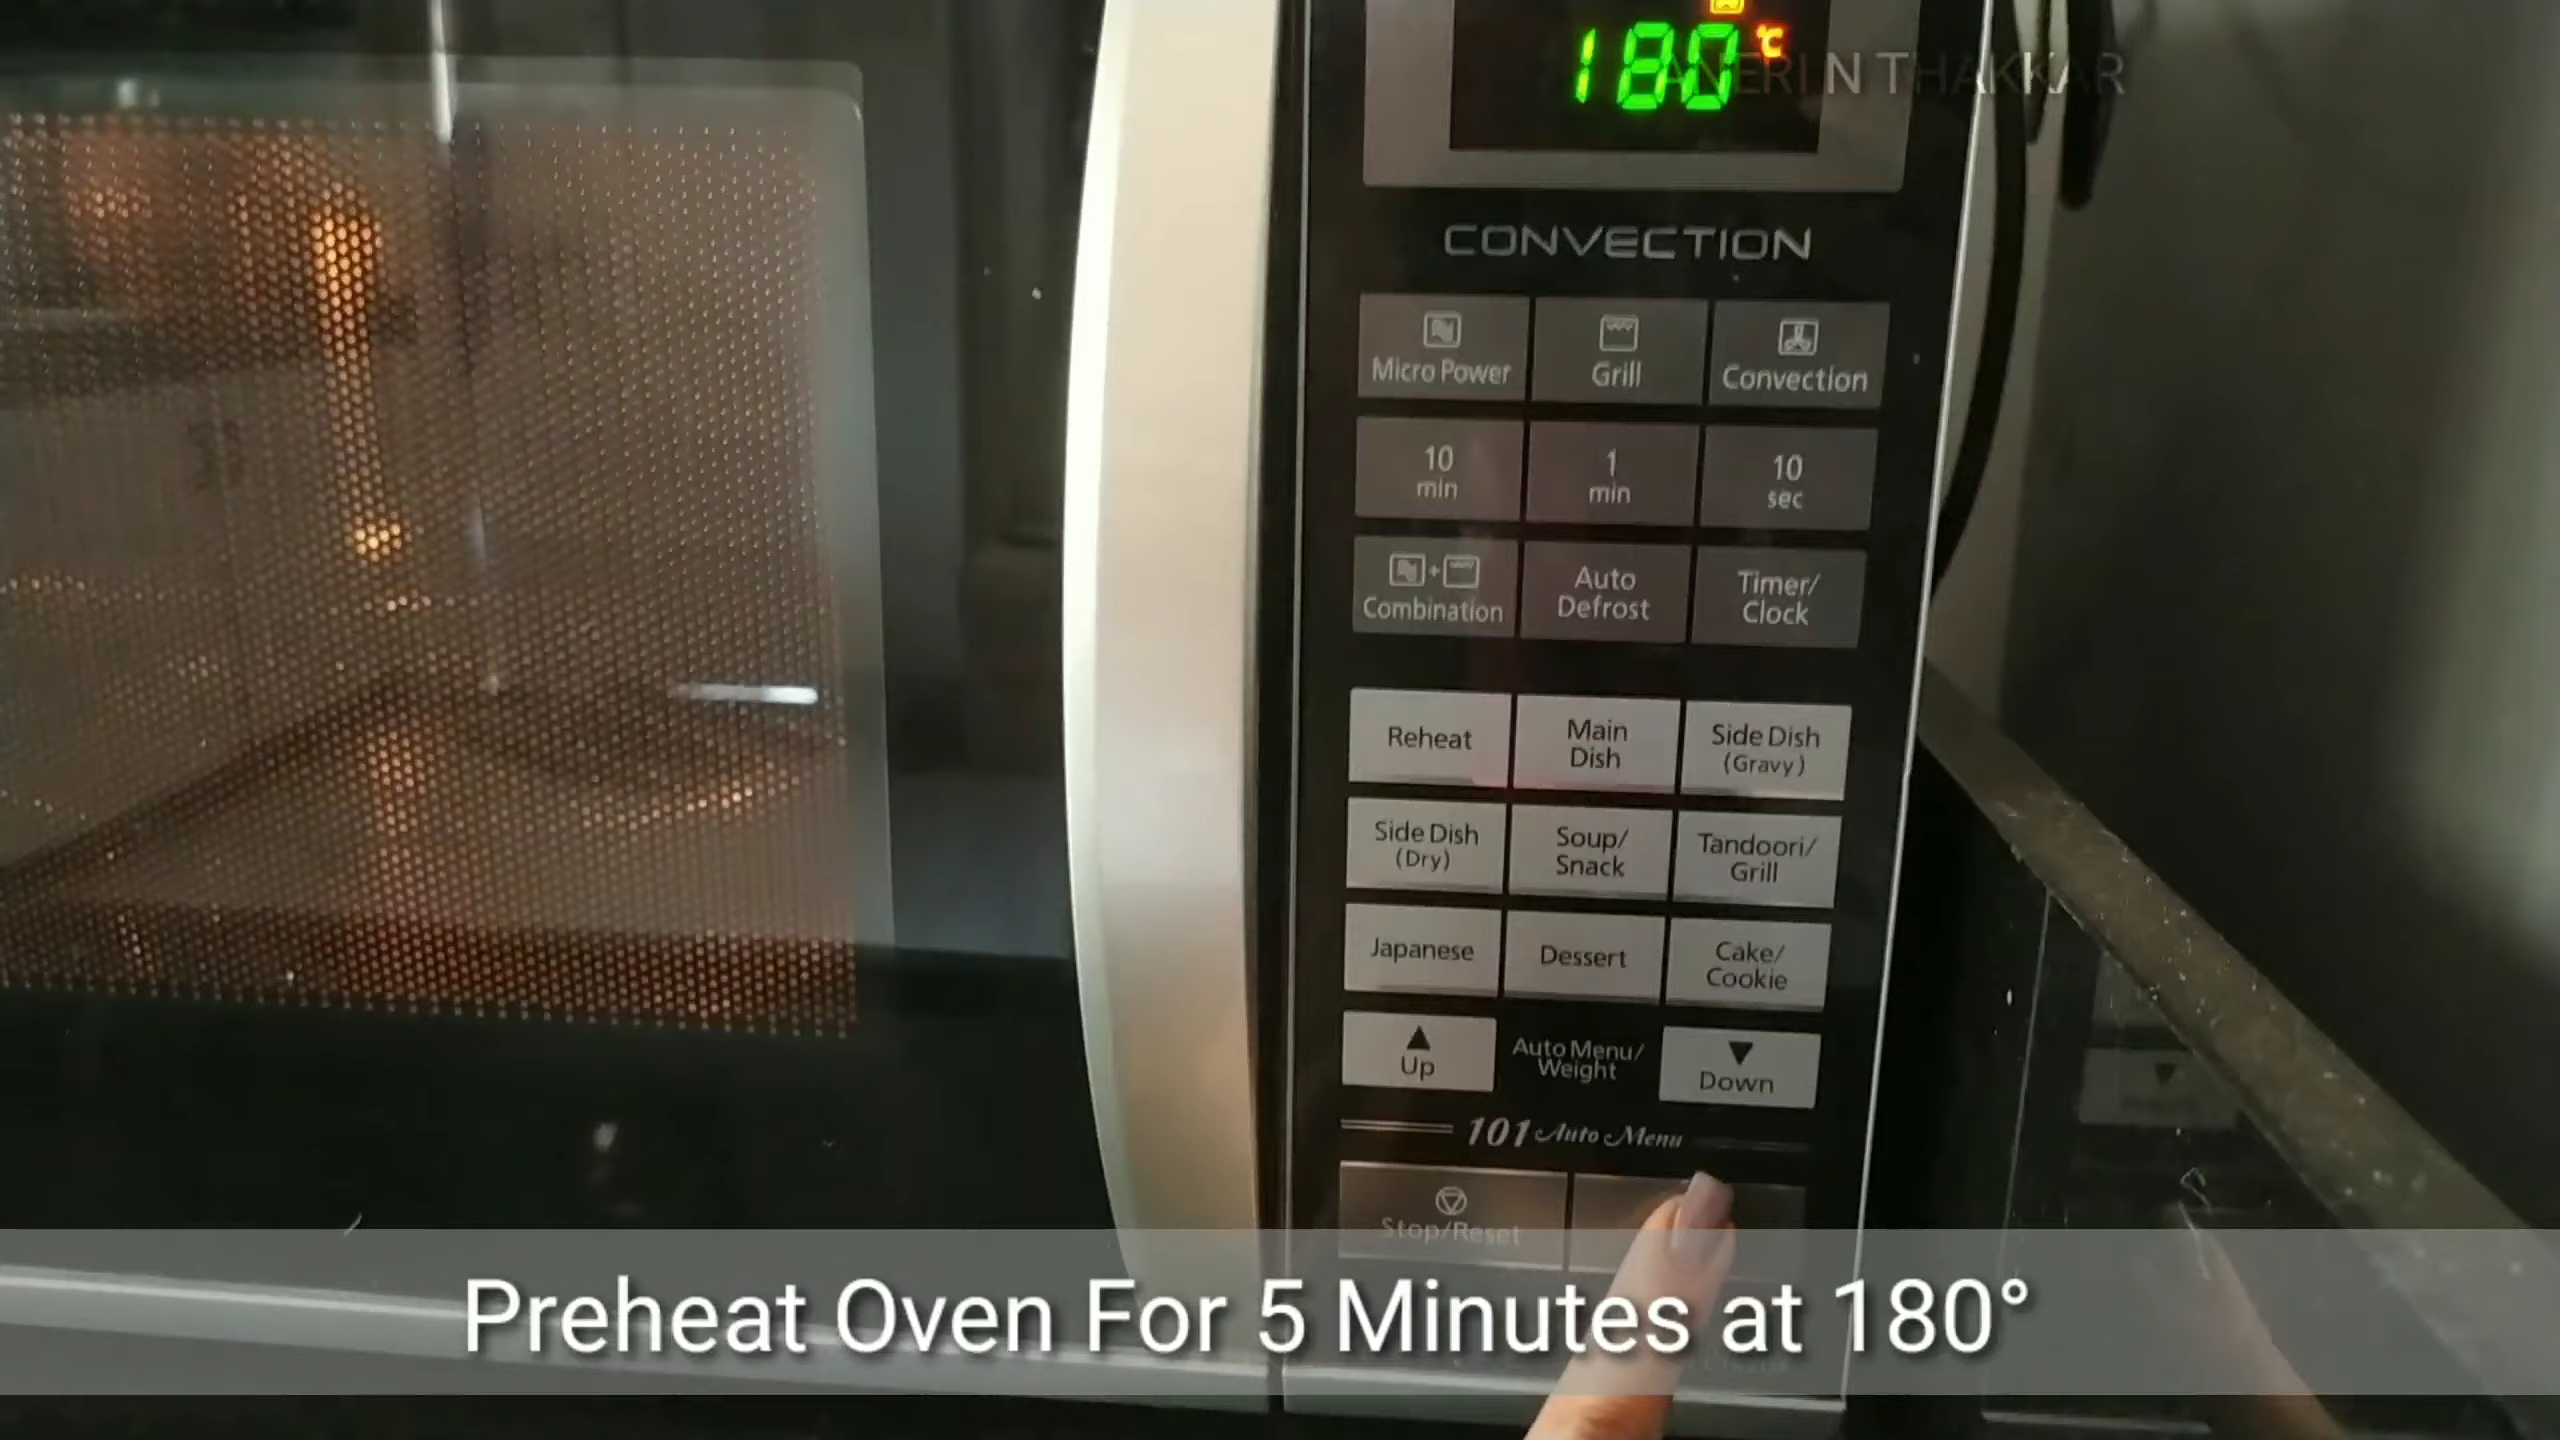 180 °C
ANERI N THAKKAR
CONVECTION
Micro Power
Grill
Convection
10
min
1
min
10
sec
Combination
Auto
Defrost
Timer/
Clock
Reheat
Main
Dish
Side Dish
(Gravy)
Side Dish
(Dry)
Soup/
Snack
Tandoori/
Grill
Japanese
Dessert
Cake/
Cookie
Up
Auto Menu/
Weight
Down
101 Auto Menu
Stop/Reset
Preheat Oven For 5 Minutes at 180°